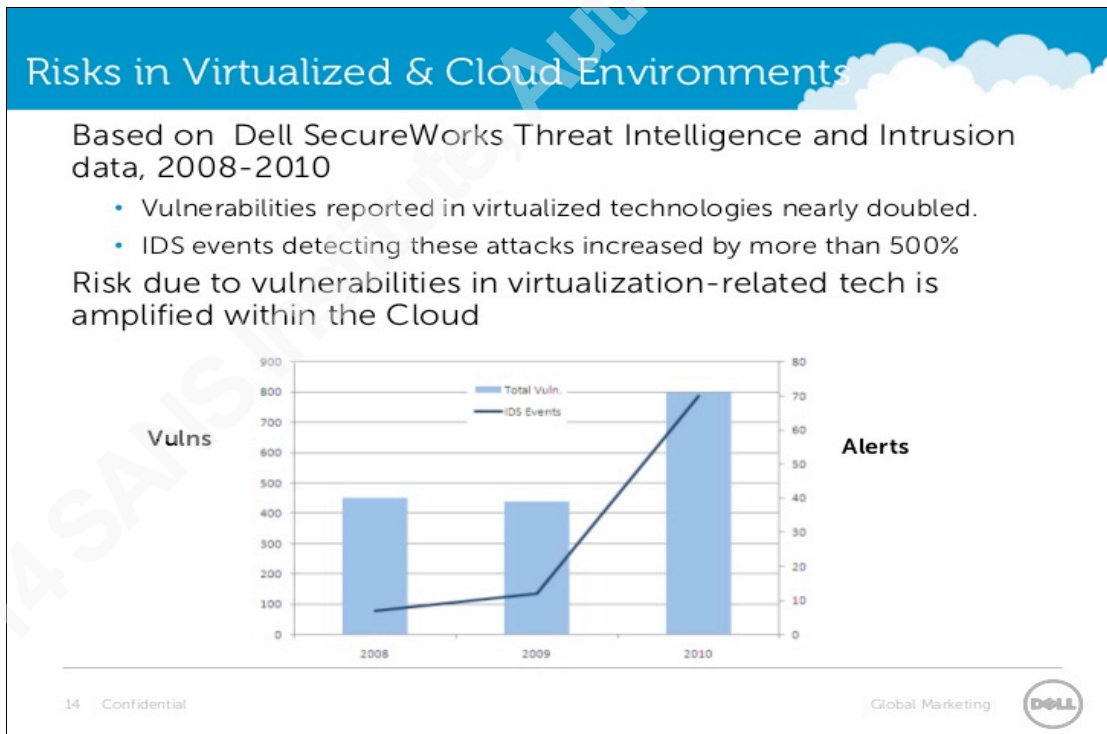 Risks in Virtualized & Cloud Environments
Based on Dell SecureWorks Threat Intelligence and Intrusion
data, 2008-2010
• Vulnerabilities reported in virtualized technologies nearly doubled.
• IDS events detecting these attacks increased by more than 500%
Risk due to vulnerabilities in virtualization-related tech is
amplified within the Cloud
Vulns
900
800
700
600
500
400
300
200
100
0
Total Vuln.
IDS Events
80
70
60
50
40
30
20
10
0
Alerts
2008
2009
2010
14 Confidential
Global Marketing
DELL
4 SANS Institute, Aut